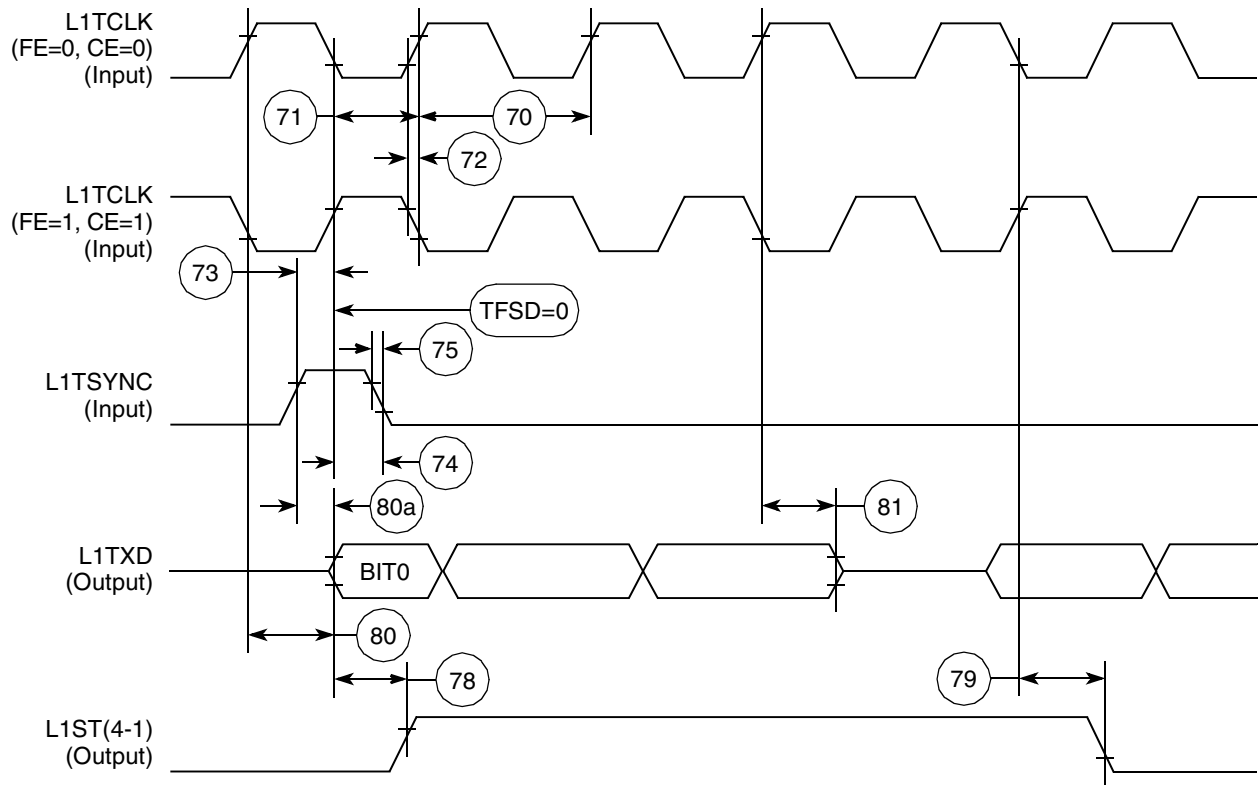 L1TCLK
(FE=0, CE=0)
(Input)
71
70
72
L1TCLK
(FE=1, CE=1)
(Input)
73
TFSD=0
75
L1TSYNC
(Input)
74
80a
81
L1TXD
(Output)
BIT0
80
78
79
L1ST(4-1)
(Output)